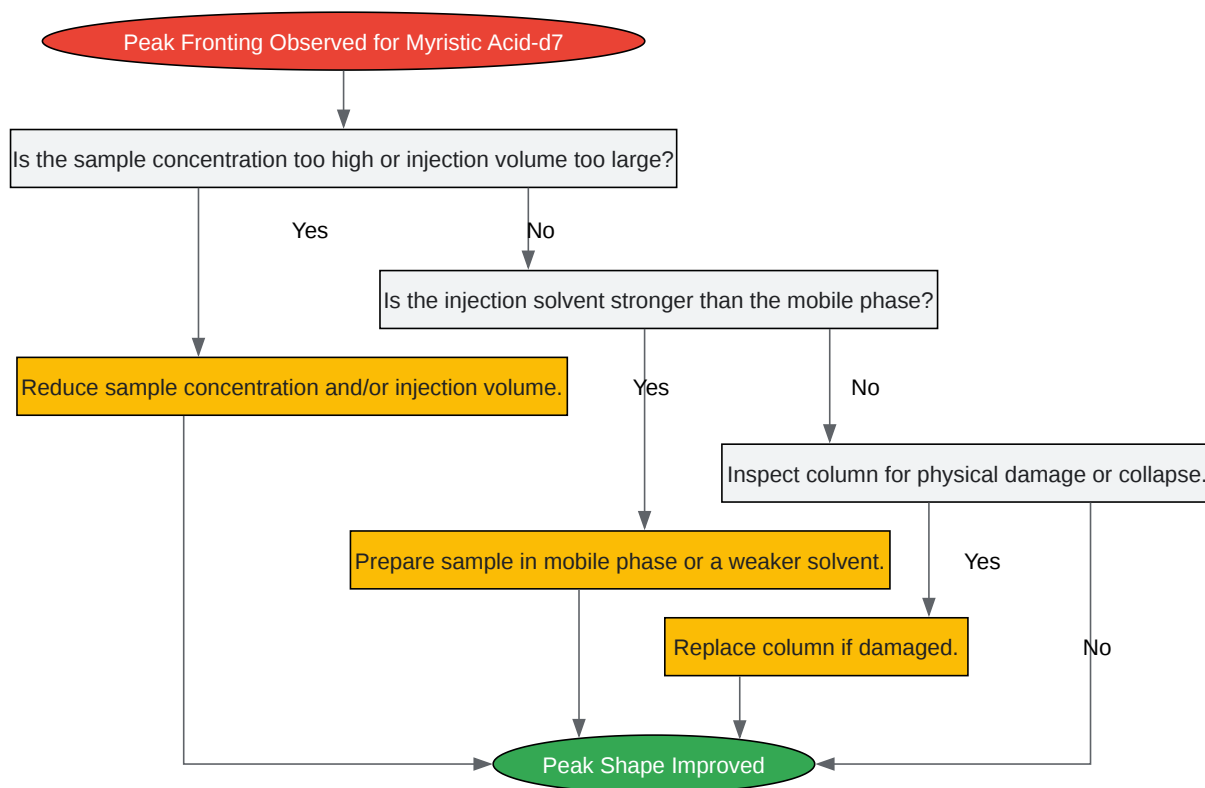 Peak Fronting Observed for Myristic Acid-d7
Is the sample concentration too high or injection volume too large?
Yes
No
Is the injection solvent stronger than the mobile phase?
Reduce sample concentration and/or injection volume.
Yes
No
Inspect column for physical damage or collapse.
Prepare sample in mobile phase or a weaker solvent.
Yes
Replace column if damaged.
No
Peak Shape Improved